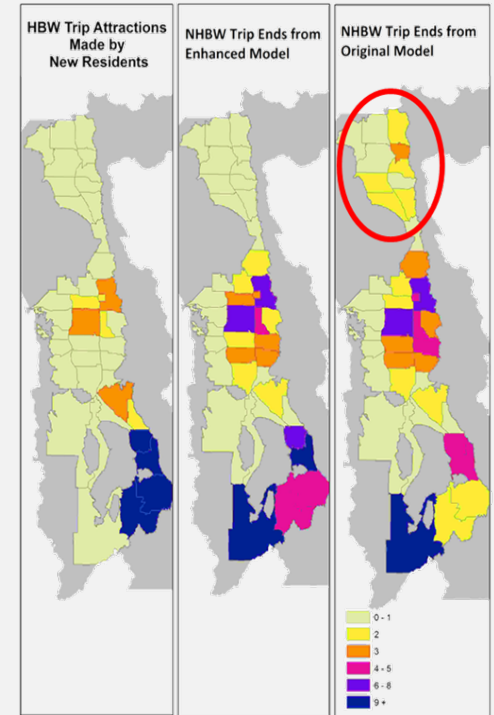 HBW Trip Attractions
Made by
New Residents
NHBW Trip Ends from
Enhanced Model
NHBW Trip Ends from
Original Model
0 - 1
2
3
4 - 5
6 - 8
9 +